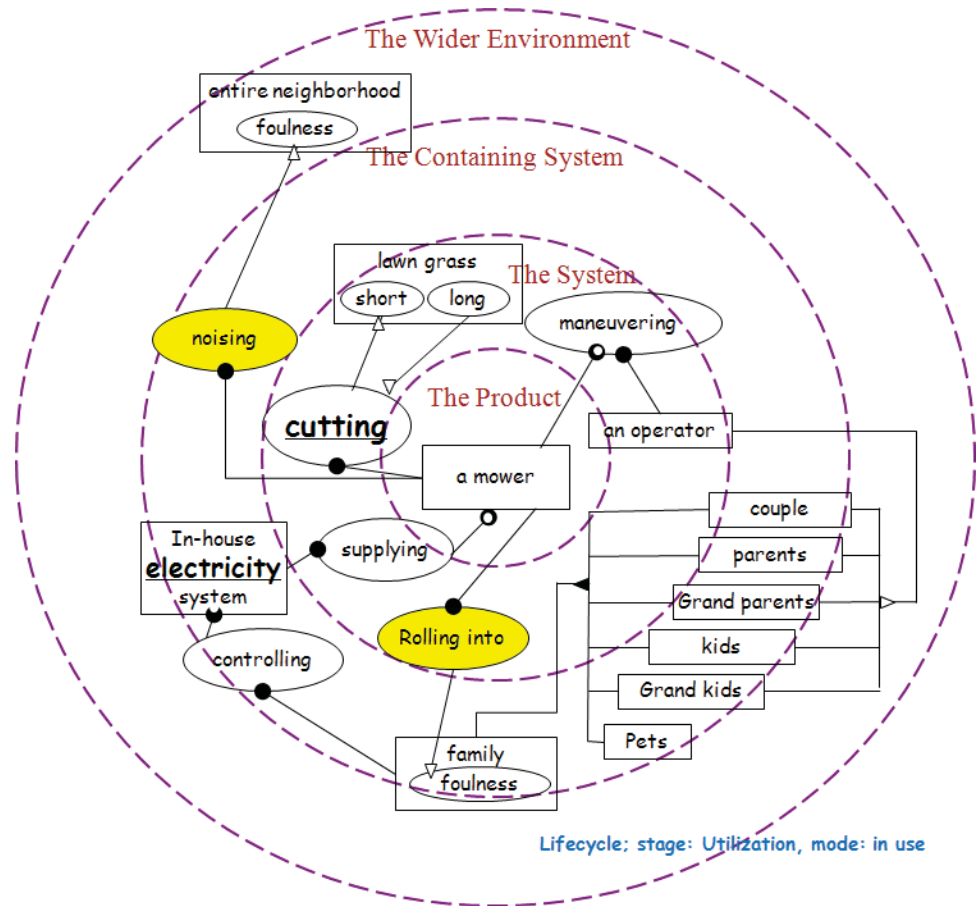 The Wider Environment
entire neighborhood
foulness
The Containing System
lawn grass
short
long
The System
maneuvering
noising
The Product
cutting
an operator
a mower
couple
In-house
electricity
system
supplying
parents
Grand parents
Rolling into
kids
controlling
Grand kids
Pets
family
foulness
Lifecycle; stage: Utilization, mode: in use